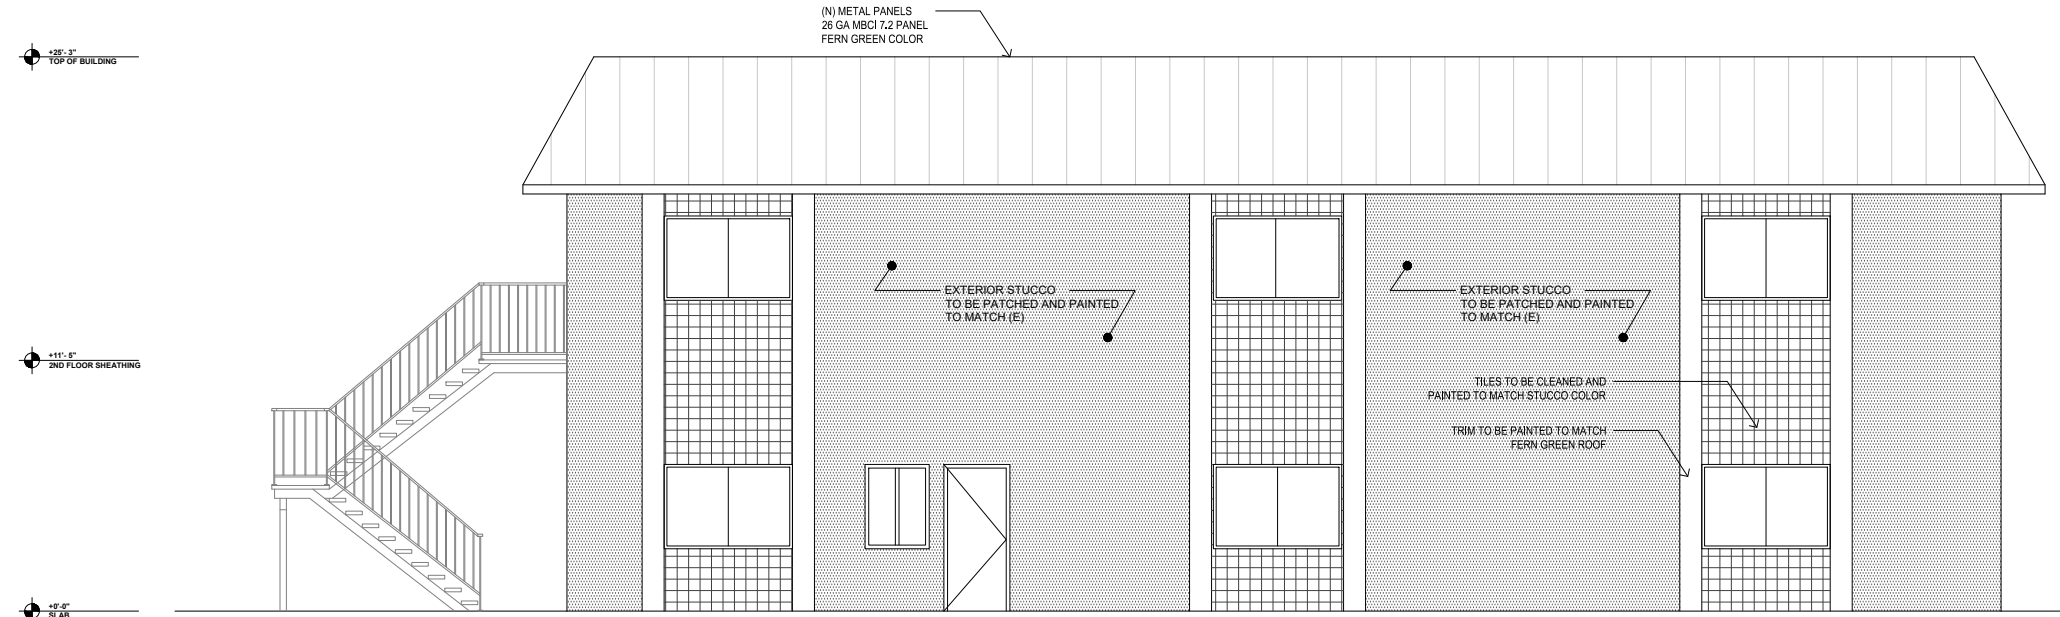 (N) METAL PANELS
26 GA MBCI 7.2 PANEL
FERN GREEN COLOR
+25'- 3"
TOP OF BUILDING
EXTERIOR STUCCO
TO BE PATCHED AND PAINTED
TO MATCH (E)
EXTERIOR STUCCO
TO BE PATCHED AND PAINTED
TO MATCH (E)
+11'- 5"
2ND FLOOR SHEATHING
TILES TO BE CLEANED AND
PAINTED TO MATCH STUCCO COLOR
TRIM TO BE PAINTED TO MATCH
FERN GREEN ROOF
+0'-0"
SLAB